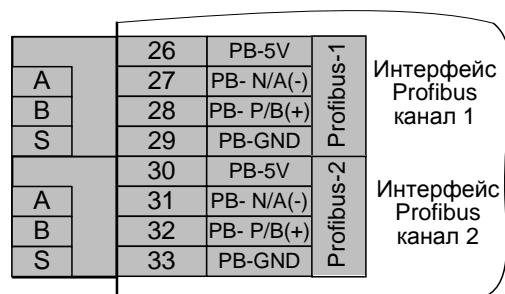 26 PB-5V
A 27 PB- N/A(-)
B 28 PB- P/B(+)
S 29 PB-GND
Profibus-1
Интерфейс
Profibus
канал 1
30 PB-5V
A 31 PB- N/A(-)
B 32 PB- P/B(+)
S 33 PB-GND
Profibus-2
Интерфейс
Profibus
канал 2